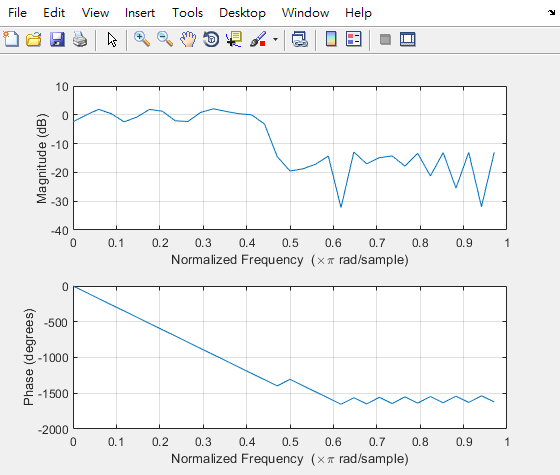 File Edit View Insert Tools Desktop Window Help
10
0
-10
-20
-30
-40
Magnitude (dB)
0 0.1 0.2 0.3 0.4 0.5 0.6 0.7 0.8 0.9 1
Normalized Frequency (×π rad/sample)
0
-500
-1000
-1500
-2000
Phase (degrees)
0 0.1 0.2 0.3 0.4 0.5 0.6 0.7 0.8 0.9 1
Normalized Frequency (×π rad/sample)